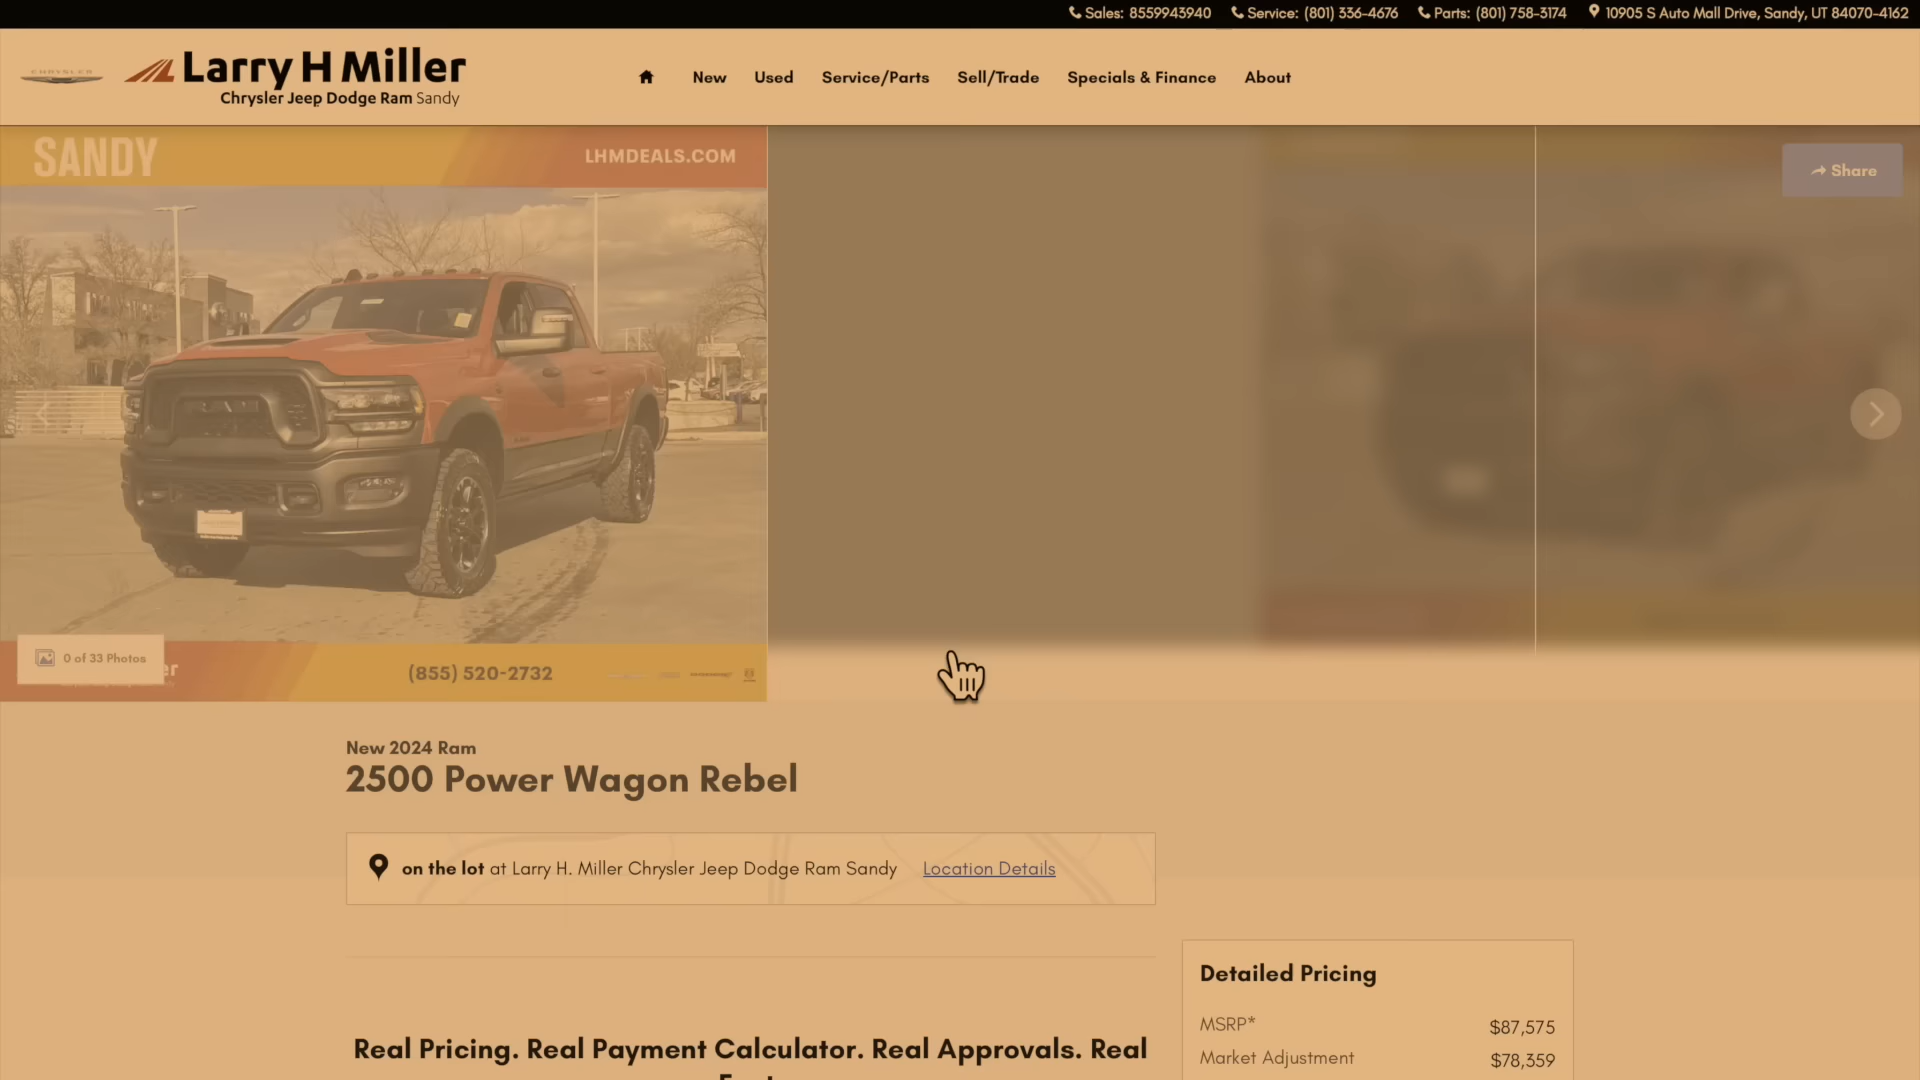 Sales: 8559943940 Service: (801) 336-4676 Parts: (801) 758-3174 10905 S Auto Mall Drive, Sandy, UT 84070-4162
CHRYSLER
Larry H Miller
Chrysler Jeep Dodge Ram Sandy
New Used Service/Parts Sell/Trade Specials & Finance About
SANDY
LHMDEALS.COM
Share
0 of 33 Photos
er
(855) 520-2732
New 2024 Ram
2500 Power Wagon Rebel
on the lot at Larry H. Miller Chrysler Jeep Dodge Ram Sandy Location Details
Detailed Pricing
MSRP* $87,575
Market Adjustment $78,359
Real Pricing. Real Payment Calculator. Real Approvals. Real